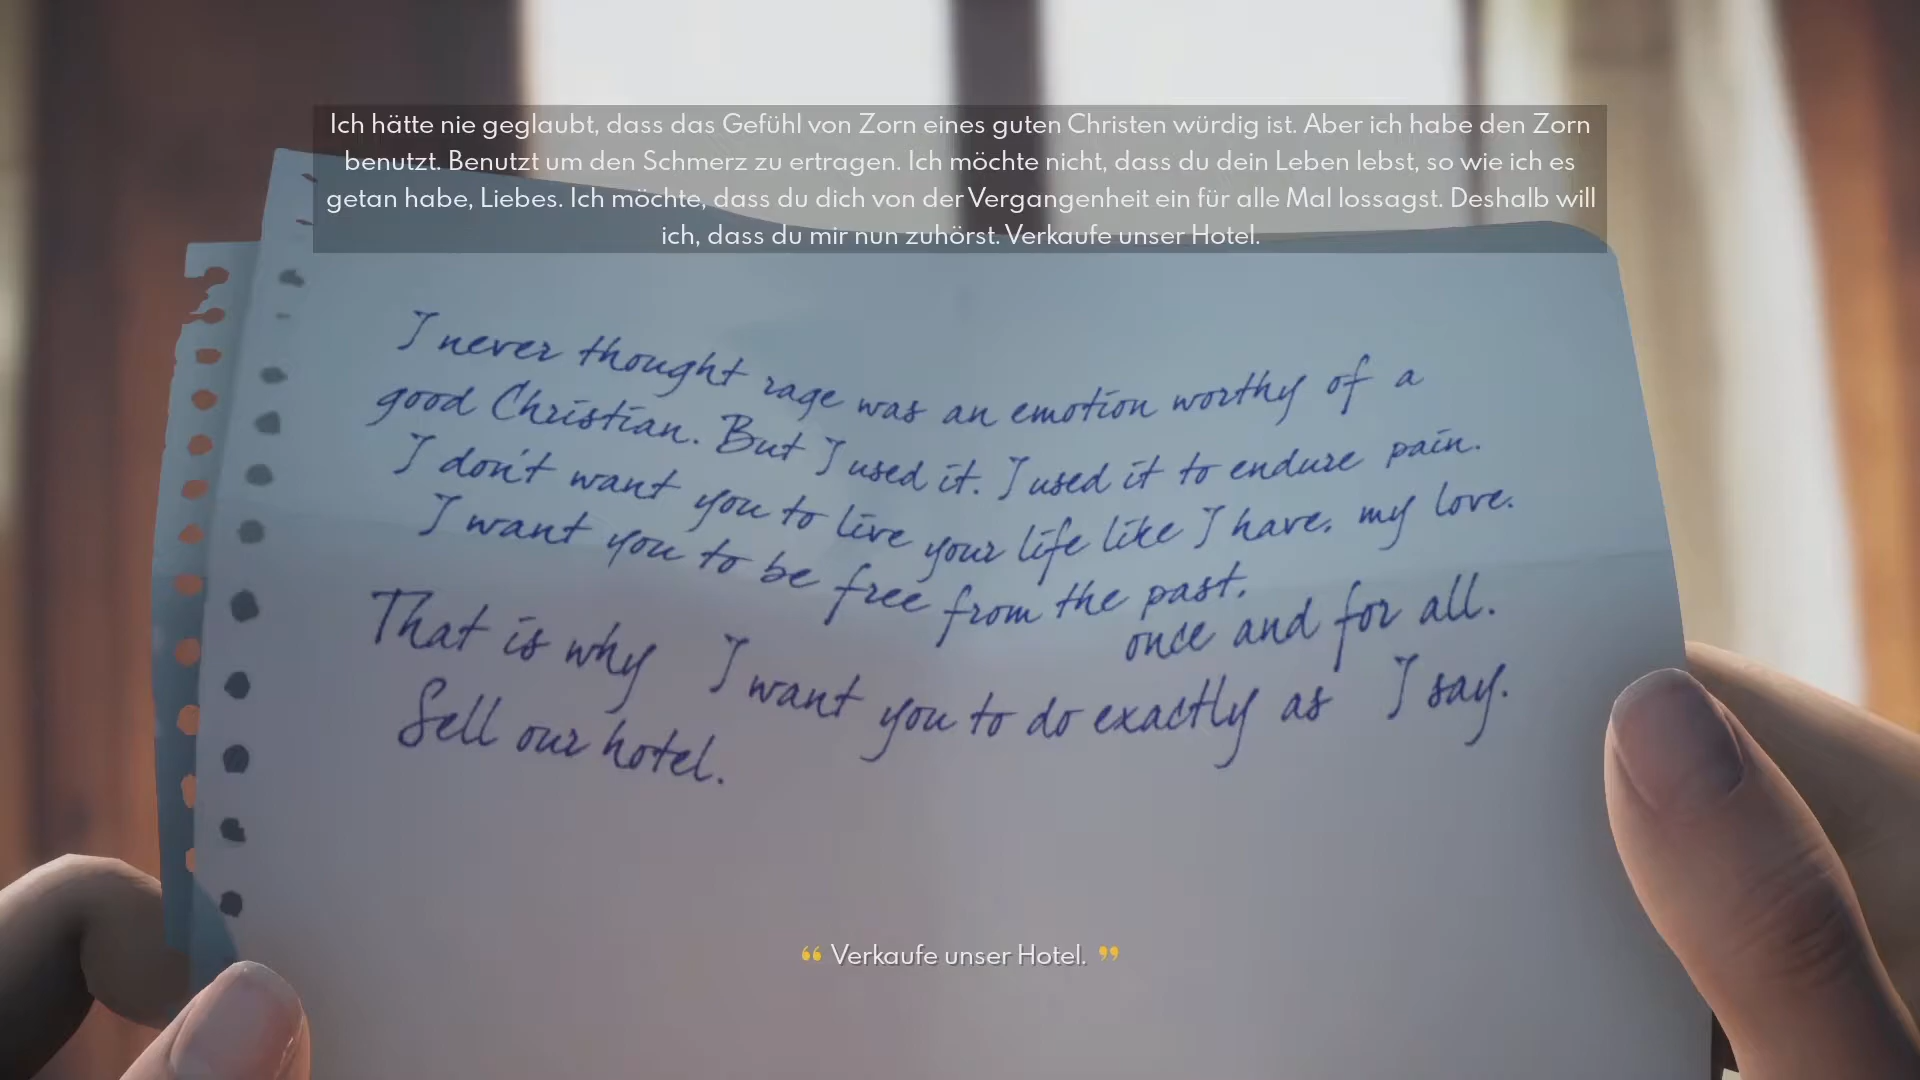 Ich hätte nie geglaubt, dass das Gefühl von Zorn eines guten Christen würdig ist. Aber ich habe den Zorn
benutzt. Benutzt um den Schmerz zu ertragen. Ich möchte nicht, dass du dein Leben lebst, so wie ich es
getan habe, Liebes. Ich möchte, dass du dich von der Vergangenheit ein für alle Mal lossagst. Deshalb will
ich, dass du mir nun zuhörst. Verkaufe unser Hotel.
I never thought rage was an emotion worthy of a
good Christian. But I used it. I used it to endure pain.
I don't want you to live your life like I have, my love.
I want you to be free from the past,
once and for all.
That is why I want you to do exactly as I say.
Sell our hotel.
“ Verkaufe unser Hotel. ”